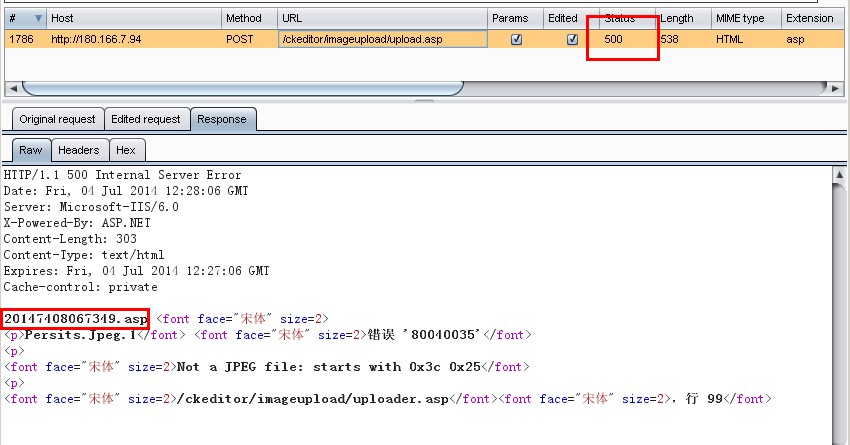 # Host Method URL Params Edited Status Length MIME type Extension
1786 http://180.166.7.94 POST /ckeditor/imageupload/upload.asp 500 538 HTML asp
Original request Edited request Response
Raw Headers Hex
HTTP/1.1 500 Internal Server Error
Date: Fri, 04 Jul 2014 12:28:06 GMT
Server: Microsoft-IIS/6.0
X-Powered-By: ASP.NET
Content-Length: 303
Content-Type: text/html
Expires: Fri, 04 Jul 2014 12:27:06 GMT
Cache-control: private
20147408067349.asp <font face="宋体" size=2>
<p>Persits.Jpeg.1</font> <font face="宋体" size=2>错误 '80040035'</font>
<p>
<font face="宋体" size=2>Not a JPEG file: starts with 0x3c 0x25</font>
<p>
<font face="宋体" size=2>/ckeditor/imageupload/uploader.asp</font><font face="宋体" size=2>，行 99</font>